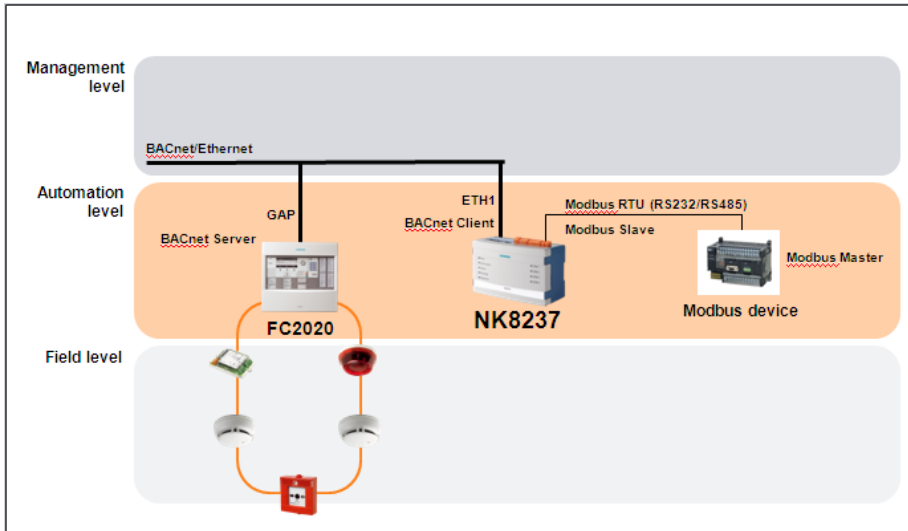 Management
level
BACnet/Ethernet
Automation
level
GAP
BACnet Server
ETH1
BACnet Client
Modbus RTU (RS232/RS485)
Modbus Slave
Modbus Master
FC2020
NK8237
Modbus device
Field level